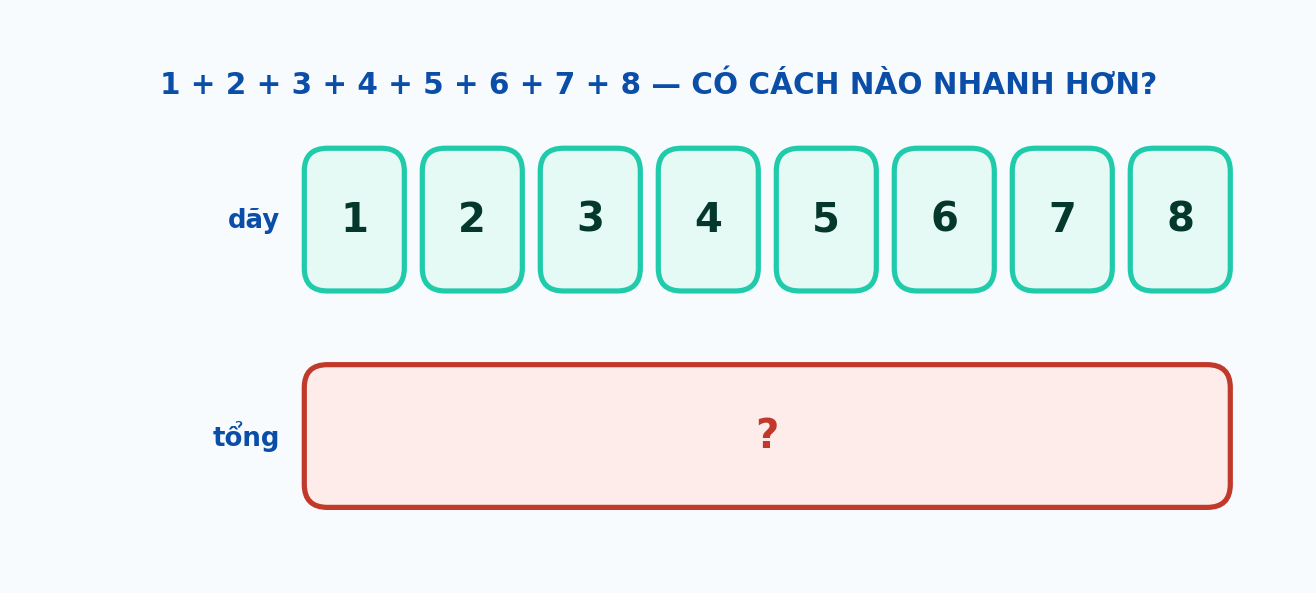 1 + 2 + 3 + 4 + 5 + 6 + 7 + 8 — CÓ CÁCH NÀO NHANH HƠN?
dãy 1 2 3 4 5 6 7 8
tổng ?